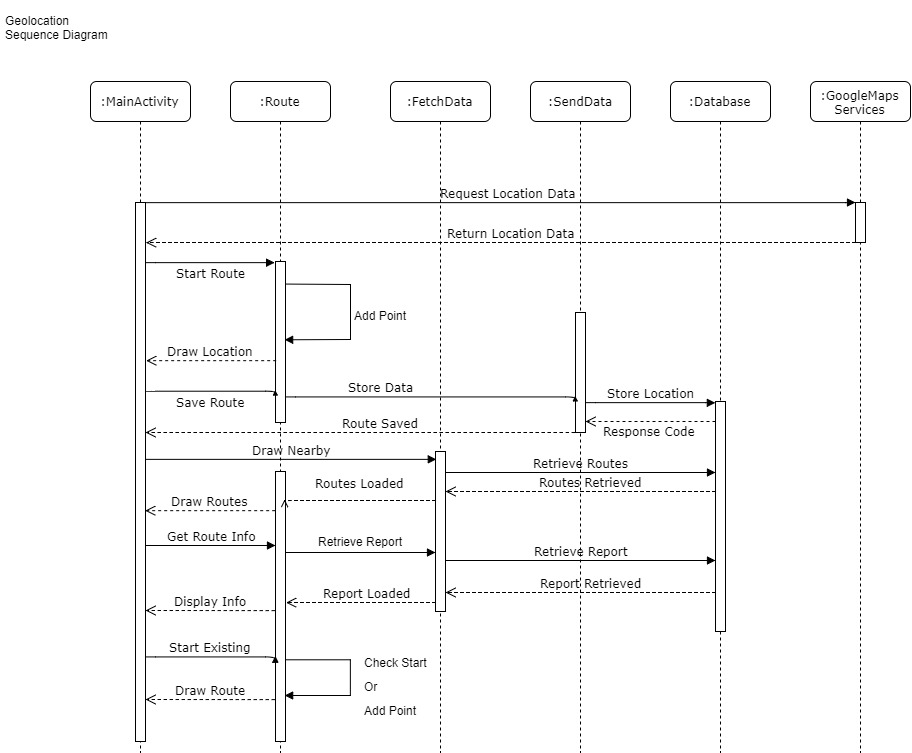 Geolocation
Sequence Diagram
:MainActivity
:Route
:FetchData
:SendData
:Database
:GoogleMaps
Services
Request Location Data
Return Location Data
Start Route
Add Point
Draw Location
Store Data
Store Location
Save Route
Route Saved
Response Code
Draw Nearby
Retrieve Routes
Routes Loaded
Routes Retrieved
Draw Routes
Get Route Info
Retrieve Report
Retrieve Report
Report Retrieved
Report Loaded
Display Info
Start Existing
Check Start
Or
Draw Route
Add Point